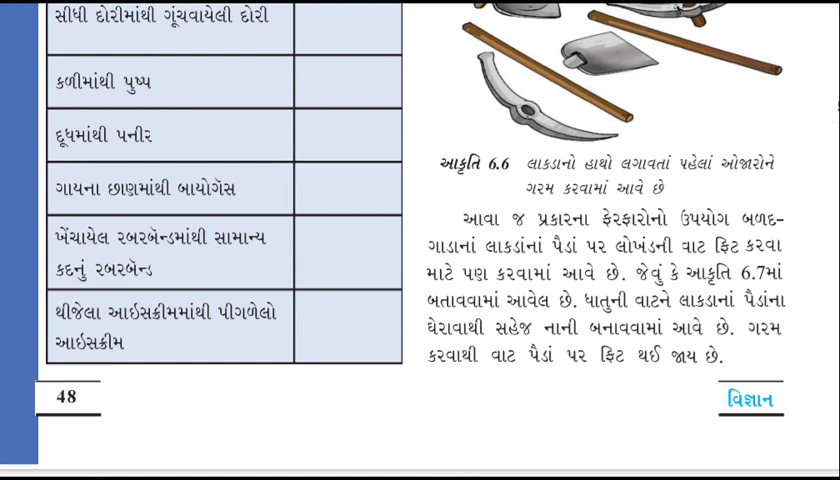 સીધી દોરીમાંથી ગૂંચવાયેલી દોરી
કળીમાંથી પુષ્પ
દૂધમાંથી પનીર
ગાયના છાણમાંથી બાયોગૅસ
ખેંચાયેલ રબરબૅન્ડમાંથી સામાન્ય
કદનું રબરબૅન્ડ
થીજેલા આઇસક્રીમમાંથી પીગળેલો
આઇસક્રીમ
આકૃતિ 6.6 લાકડાનો હાથો લગાવતાં પહેલાં ઓજારોને
ગરમ કરવામાં આવે છે
આવા જ પ્રકારના ફેરફારોનો ઉપયોગ બળદ-
ગાડાનાં લાકડાંનાં પૈડાં પર લોખંડની વાટ ફિટ કરવા
માટે પણ કરવામાં આવે છે. જેવું કે આકૃતિ 6.7માં
બતાવવામાં આવેલ છે. ધાતુની વાટને લાકડાનાં પૈડાંના
ઘેરાવાથી સહેજ નાની બનાવવામાં આવે છે. ગરમ
કરવાથી વાટ પૈડાં પર ફિટ થઈ જાય છે.
48
વિજ્ઞાન